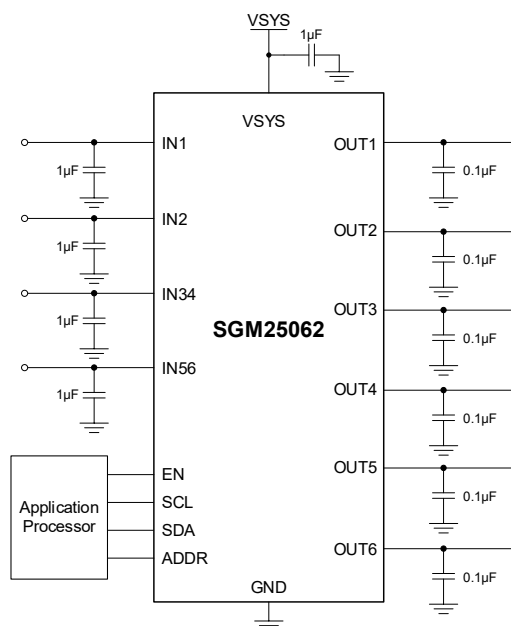 VSYS
1µF
VSYS
IN1
OUT1
1µF
0.1µF
IN2
OUT2
1µF
0.1µF
IN34
OUT3
1µF
SGM25062
0.1µF
IN56
OUT4
1µF
0.1µF
Application
Processor
EN
SCL
SDA
ADDR
OUT5
0.1µF
OUT6
0.1µF
GND